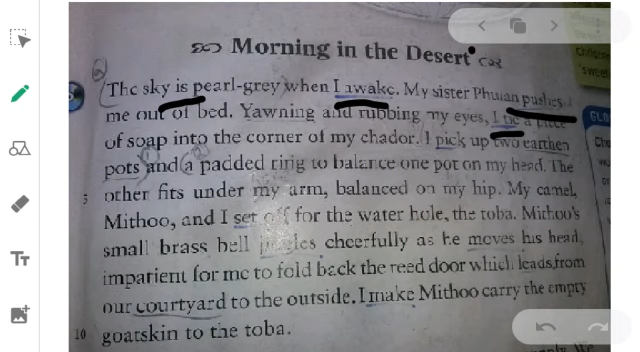 Morning in the Desert
The sky is pearl-grey when I awake. My sister Phulan pushes
me out of bed. Yawning and rubbing my eyes, I tie a piece
of soap into the corner of my chador. I pick up two earthen
pots and a padded ring to balance one pot on my head. The
5 other fits under my arm, balanced on my hip. My camel,
Mithoo, and I set off for the water hole, the toba. Mithoo's
small brass bell jingles cheerfully as he moves his head,
impatient for me to fold back the reed door which leads from
our courtyard to the outside. I make Mithoo carry the empty
10 goatskin to the toba.
GLO